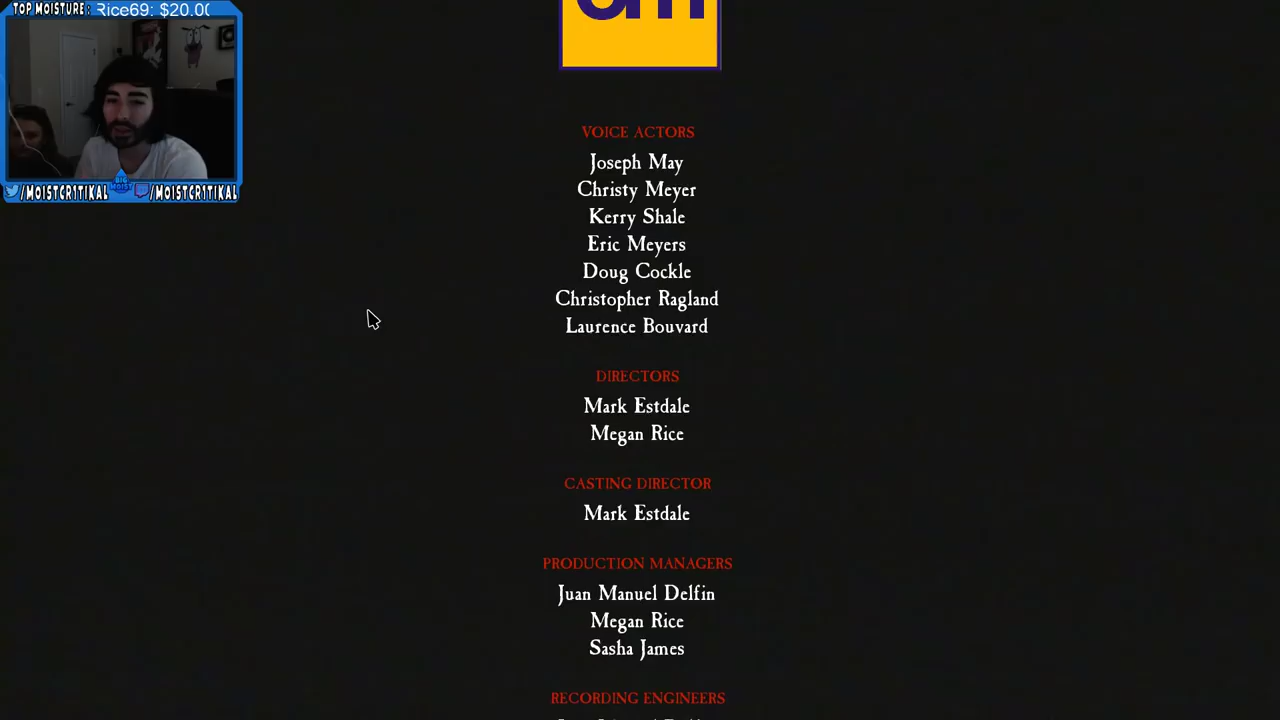 TOP MOISTURE: Rice69: $20.00
BIG MOIST
/MOISTCR1TIKAL
/MOISTCR1TIKAL
VOICE ACTORS
Joseph May
Christy Meyer
Kerry Shale
Eric Meyers
Doug Cockle
Christopher Ragland
Laurence Bouvard
DIRECTORS
Mark Estdale
Megan Rice
CASTING DIRECTOR
Mark Estdale
PRODUCTION MANAGERS
Juan Manuel Delfin
Megan Rice
Sasha James
RECORDING ENGINEERS